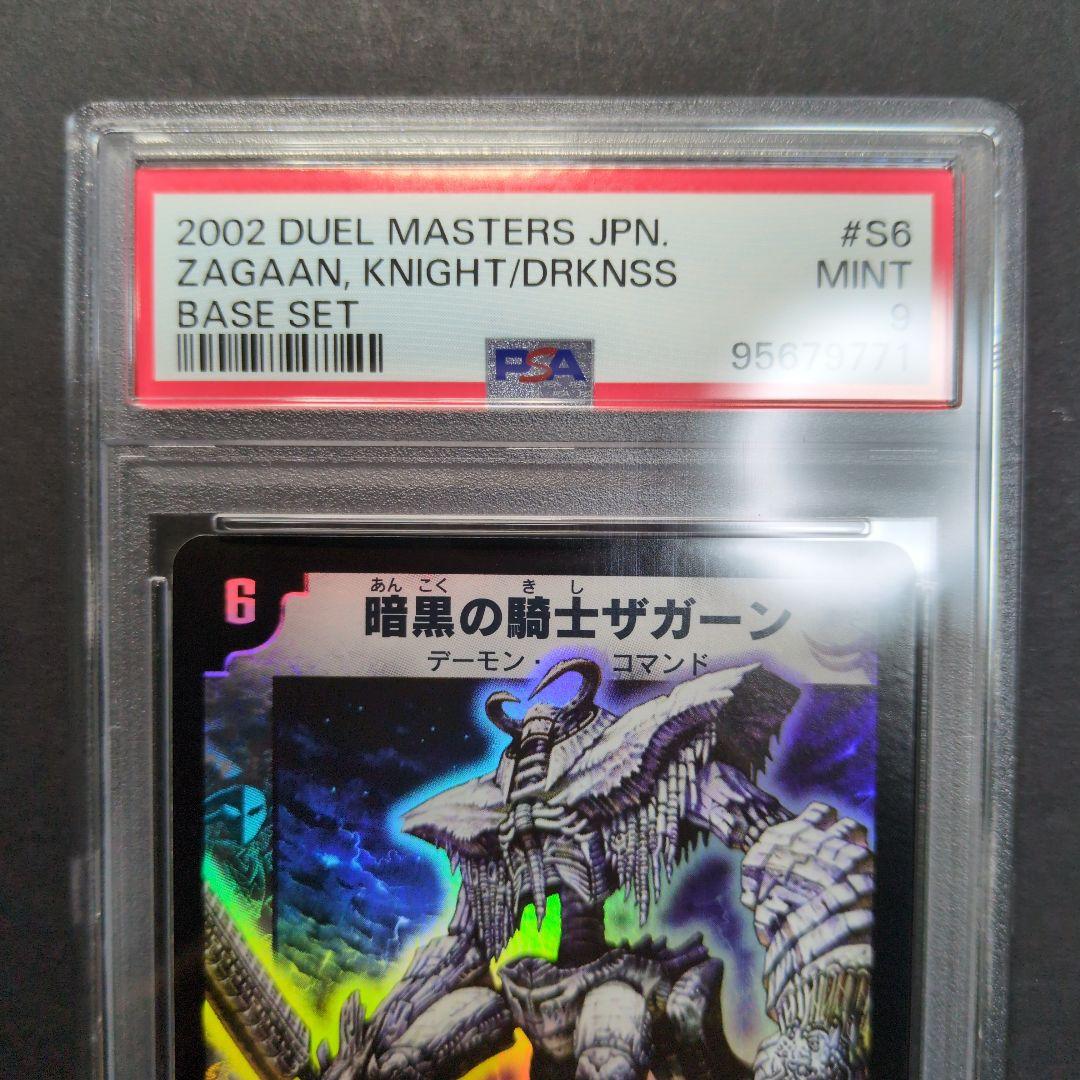 2002 DUEL MASTERS JPN. #S6
ZAGAAN, KNIGHT/DRKNSS MINT
BASE SET 9
PSA 95679771
6
あんこく きし
暗黒の騎士ザガーン
デーモン・コマンド